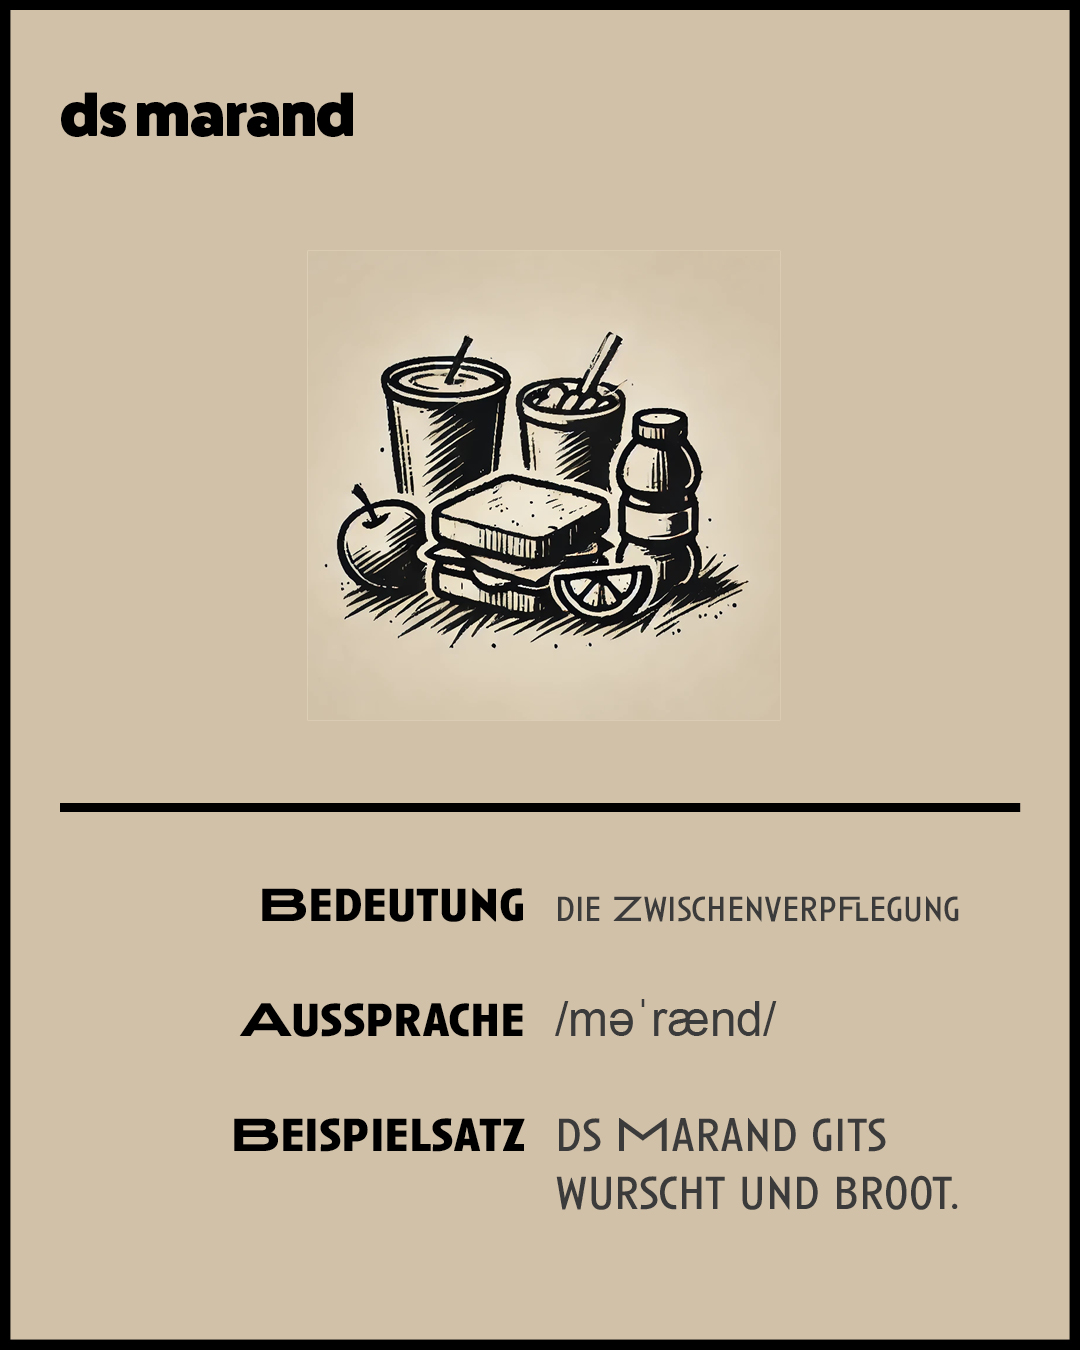 ds marand
Bedeutung die Zwischenverpflegung
Aussprache /məˈrænd/
Beispielsatz ds Marand gits
wurscht und broot.